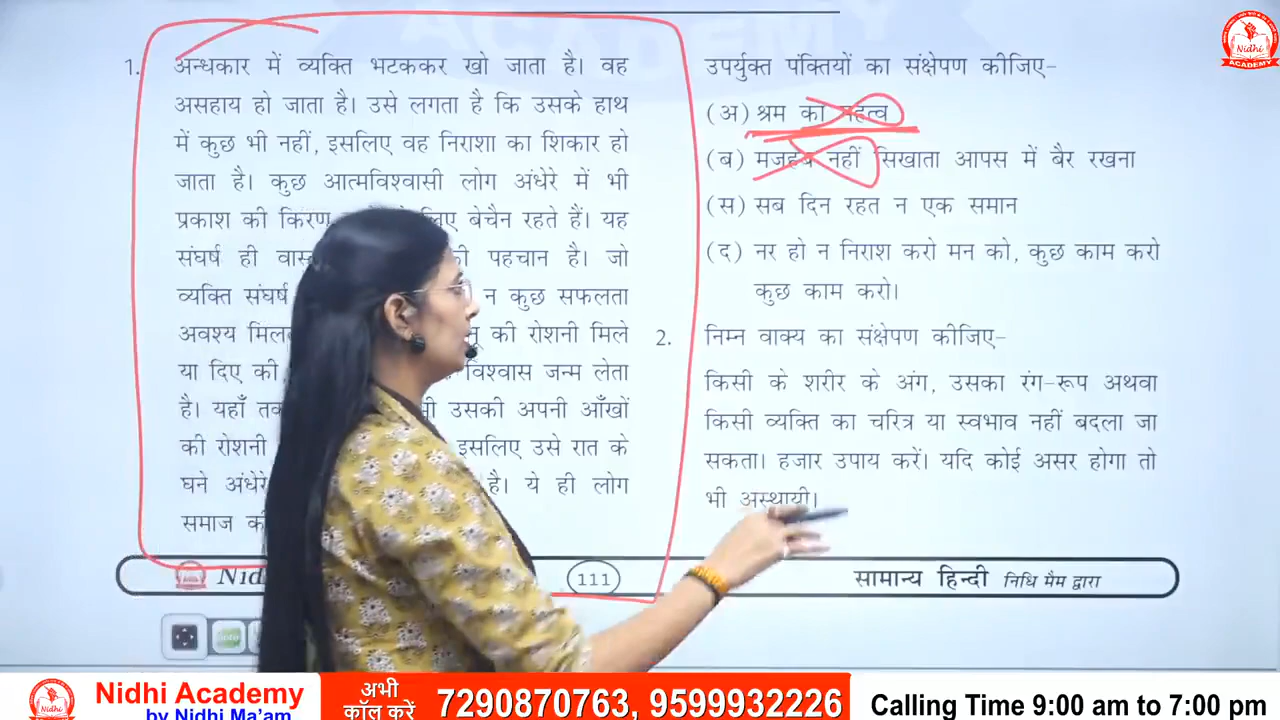 ACADEMY
1. अन्धकार में व्यक्ति भटककर खो जाता है। वह
असहाय हो जाता है। उसे लगता है कि उसके हाथ
में कुछ भी नहीं, इसलिए वह निराशा का शिकार हो
जाता है। कुछ आत्मविश्वासी लोग अंधेरे में भी
प्रकाश की किरण लिए बेचैन रहते हैं। यह
संघर्ष ही की पहचान है। जो
व्यक्ति संघर्ष न कुछ सफलता
अवश्य की रोशनी मिले
या दिए की विश्वास जन्म लेता
है। यहाँ उसकी अपनी आँखों
की रोशनी इसलिए उसे रात के
घने है। ये ही लोग
समाज
उपर्युक्त पंक्तियों का संक्षेपण कीजिए-
(अ) श्रम का महत्व
(ब) मजहब नहीं सिखाता आपस में बैर रखना
(स) सब दिन रहत न एक समान
(द) नर हो न निराश करो मन को, कुछ काम करो
कुछ काम करो।
2. निम्न वाक्य का संक्षेपण कीजिए-
किसी के शरीर के अंग, उसका रंग-रूप अथवा
किसी व्यक्ति का चरित्र या स्वभाव नहीं बदला जा
सकता। हजार उपाय करें। यदि कोई असर होगा तो
भी अस्थायी।
111
सामान्य हिन्दी निधि मैम द्वारा
Nidhi
ACADEMY
Nidhi Academy
by Nidhi Ma'am
अभी
कॉल करें
7290870763, 9599932226
Calling Time 9:00 am to 7:00 pm